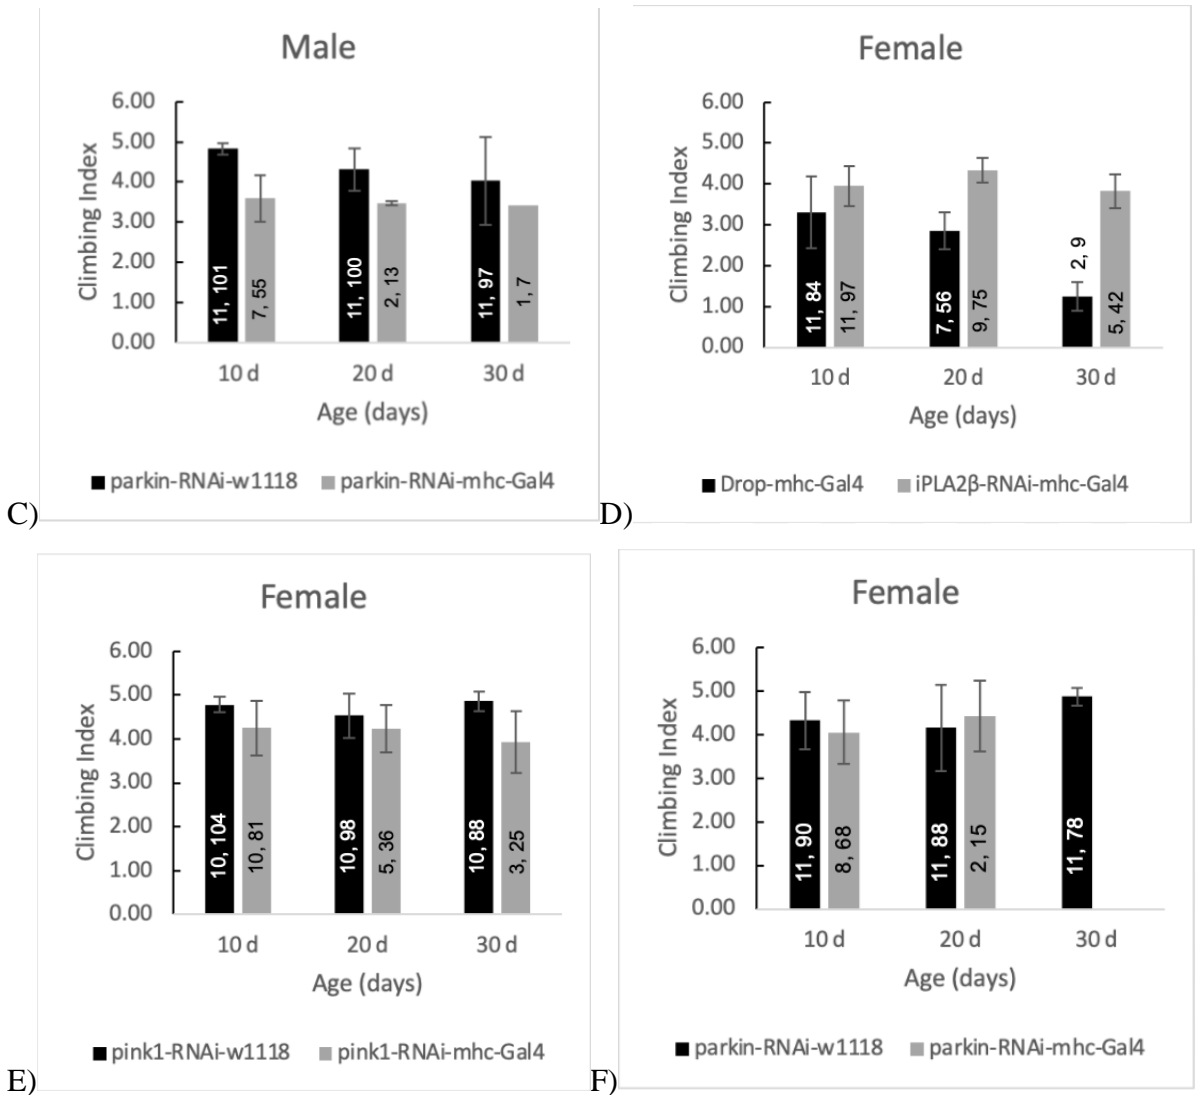 Male
6.00
5.00
4.00
3.00
2.00
1.00
0.00
Climbing Index
11, 101
7, 55
11, 100
2, 13
11, 97
1, 7
10 d 20 d 30 d
Age (days)
parkin-RNAi-w1118 parkin-RNAi-mhc-Gal4
C)
Female
6.00
5.00
4.00
3.00
2.00
1.00
0.00
Climbing Index
11, 84
11, 97
7, 56
9, 75
2, 9
5, 42
10 d 20 d 30 d
Age (days)
Drop-mhc-Gal4 iPLA2β-RNAi-mhc-Gal4
D)
Female
6.00
5.00
4.00
3.00
2.00
1.00
0.00
Climbing Index
10, 104
10, 81
10, 98
5, 36
10, 88
3, 25
10 d 20 d 30 d
Age (days)
pink1-RNAi-w1118 pink1-RNAi-mhc-Gal4
E)
Female
6.00
5.00
4.00
3.00
2.00
1.00
0.00
Climbing Index
11, 90
8, 68
11, 88
2, 15
11, 78
10 d 20 d 30 d
Age (days)
parkin-RNAi-w1118 parkin-RNAi-mhc-Gal4
F)